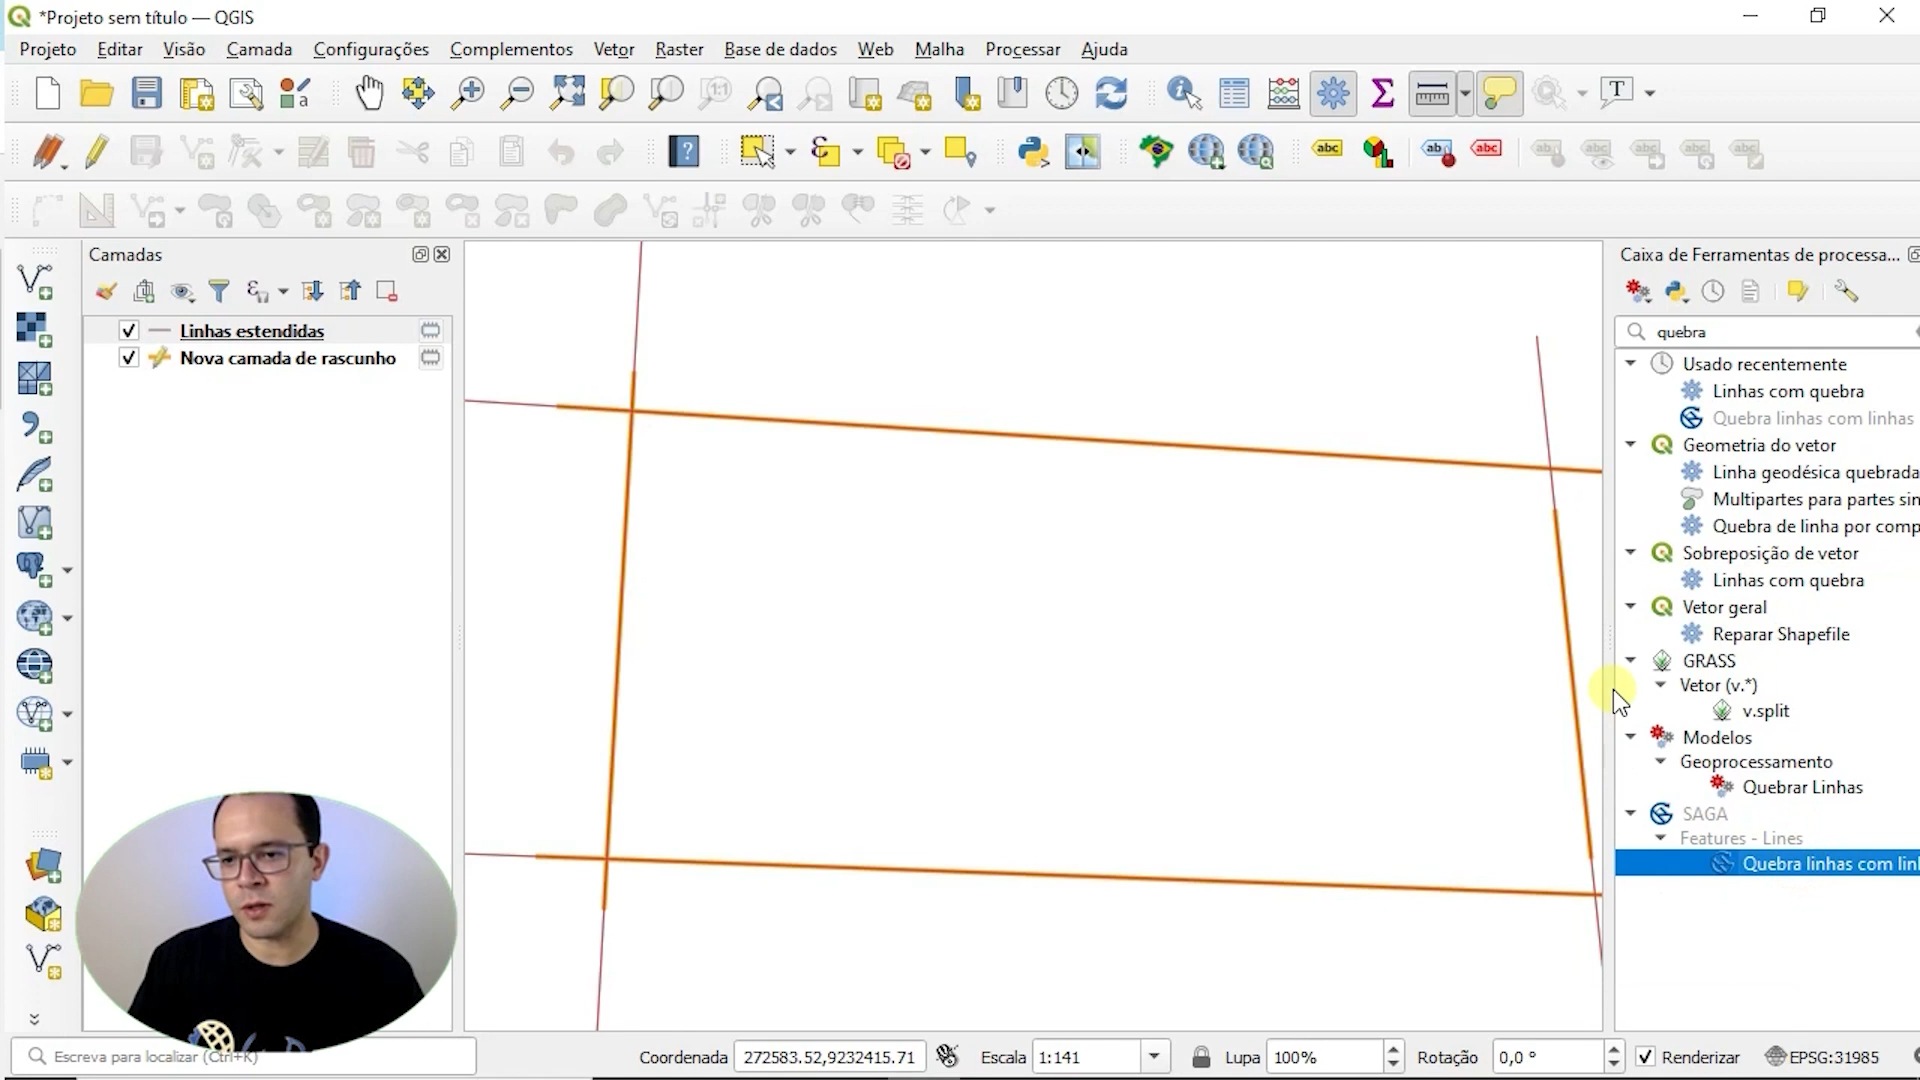 *Projeto sem título — QGIS
Projeto Editar Visão Camada Configurações Complementos Vetor Raster Base de dados Web Malha Processar Ajuda
Camadas
Linhas estendidas
Nova camada de rascunho
Caixa de Ferramentas de processa...
quebra
Usado recentemente
Linhas com quebra
Quebra linhas com linhas
Geometria do vetor
Linha geodésica quebrada
Multipartes para partes sin
Quebra de linha por comp
Sobreposição de vetor
Linhas com quebra
Vetor geral
Reparar Shapefile
GRASS
Vetor (v.*)
v.split
Modelos
Geoprocessamento
Quebrar Linhas
SAGA
Features - Lines
Quebra linhas com linl
Escreva para localizar (Ctrl+K)
Coordenada 272583.52,9232415.71 Escala 1:141 Lupa 100% Rotação 0,0 ° Renderizar EPSG:31985